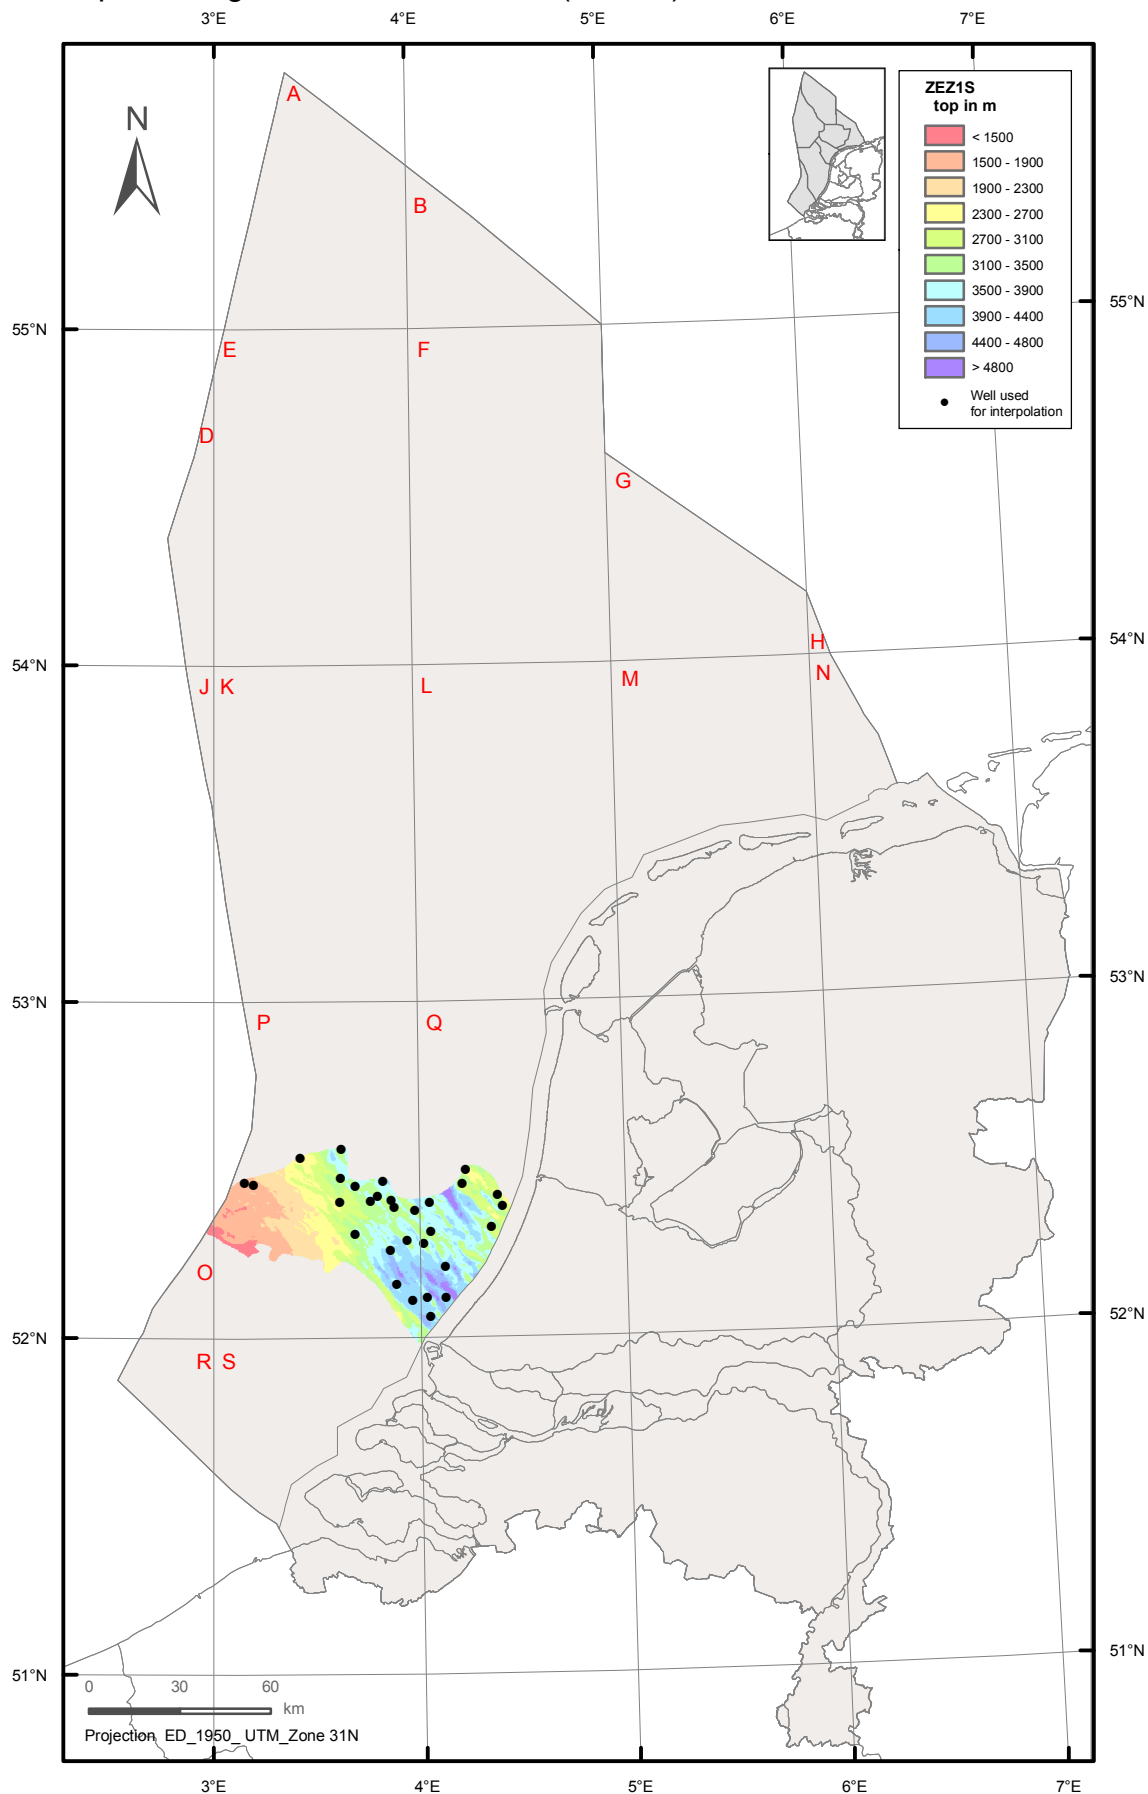 3°E 4°E 5°E 6°E 7°E
N
A
B
ZEZ1S
top in m
< 1500
1500 - 1900
1900 - 2300
2300 - 2700
2700 - 3100
3100 - 3500
3500 - 3900
3900 - 4400
4400 - 4800
> 4800
Well used
for interpolation
55°N 55°N
E F
D
G
54°N 54°N
H
J K L M N
53°N 53°N
P Q
O
52°N 52°N
R S
51°N 51°N
0 30 60
km
Projection ED_1950_ UTM_Zone 31N
3°E 4°E 5°E 6°E 7°E